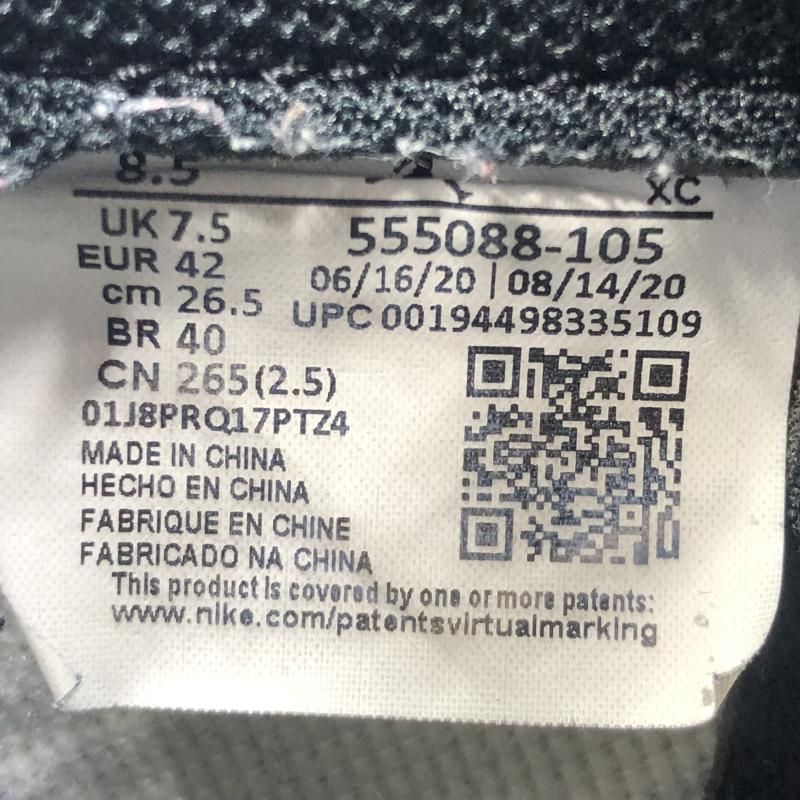 8.5 XC
UK 7.5 555088-105
EUR 42 06/16/20 | 08/14/20
cm 26.5 UPC 00194498335109
BR 40
CN 265(2.5)
01J8PRQ17PTZ4
MADE IN CHINA
HECHO EN CHINA
FABRIQUE EN CHINE
FABRICADO NA CHINA
This product is covered by one or more patents:
www.nike.com/patentsvirtualmarking